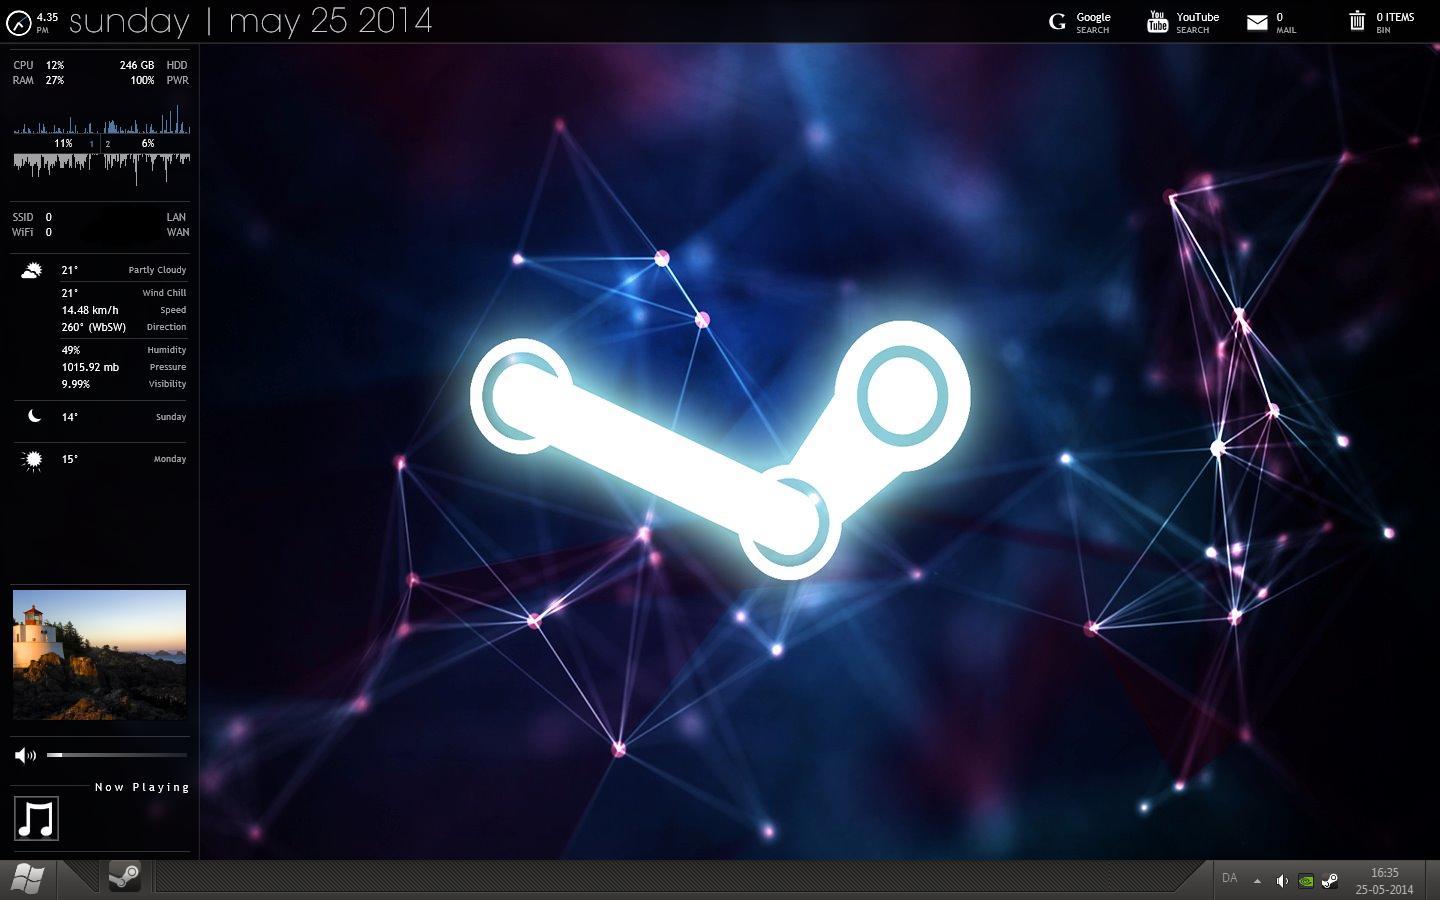 4.35
PM
sunday | may 25 2014
G Google
SEARCH
You Tube YouTube
SEARCH
0
MAIL
0 ITEMS
BIN
CPU 12% 246 GB HDD
RAM 27% 100% PWR
11% 1 2 6%
SSID 0 LAN
WiFi 0 WAN
21° Partly Cloudy
21° Wind Chill
14.48 km/h Speed
260° (WbSW) Direction
49% Humidity
1015.92 mb Pressure
9.99% Visibility
14° Sunday
15° Monday
Now Playing
DA
16:35
25-05-2014